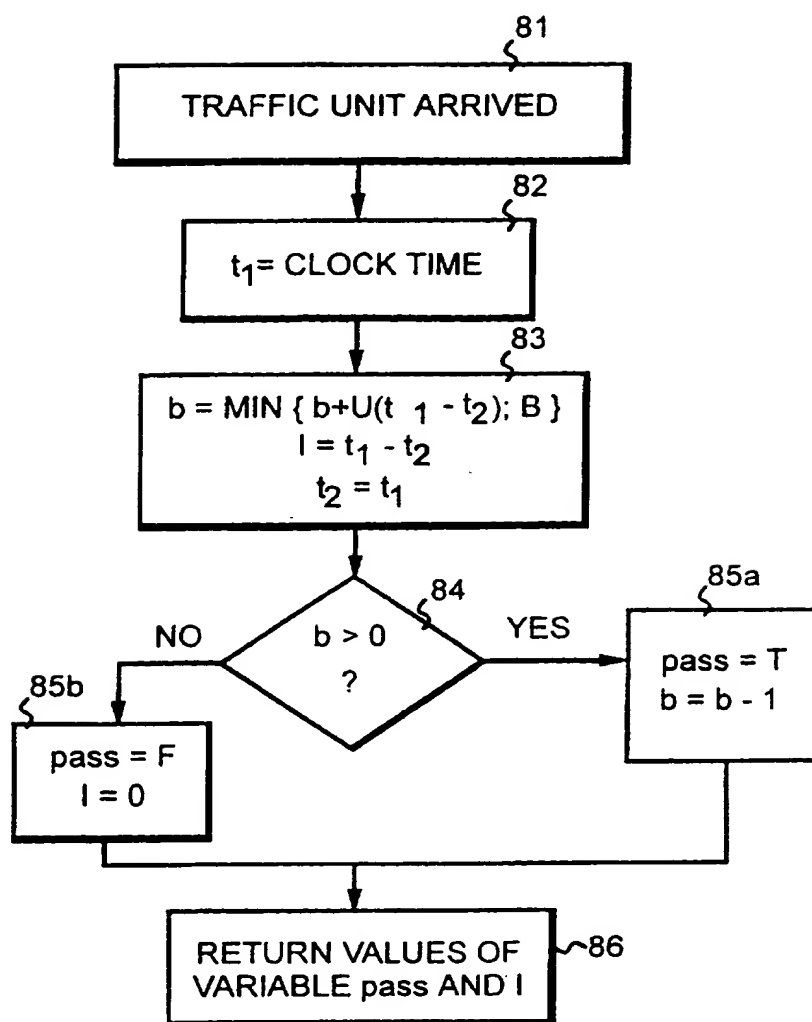 81
TRAFFIC UNIT ARRIVED
82
t1= CLOCK TIME
83
b = MIN { b+U(t 1 - t2); B }
I = t1 - t2
t2 = t1
84
b > 0
?
NO
YES
85a
pass = T
b = b - 1
85b
pass = F
I = 0
RETURN VALUES OF
VARIABLE pass AND I
86